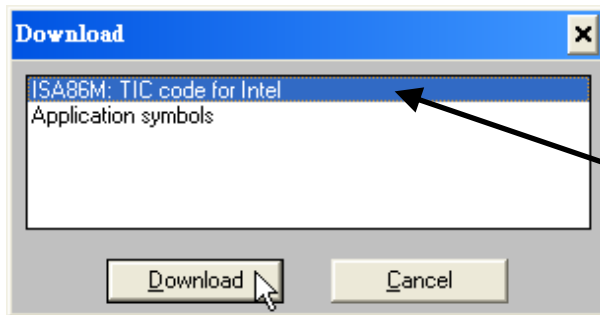 Download
ISA86M: TIC code for Intel
Application symbols
Download
Cancel